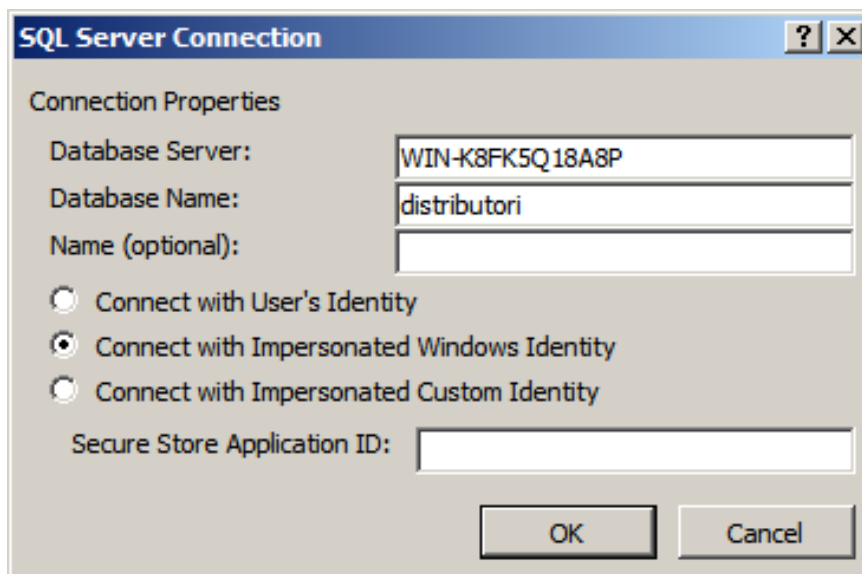 SQL Server Connection
Connection Properties
Database Server: WIN-K8FK5Q18A8P
Database Name: distributori
Name (optional):
Connect with User's Identity
Connect with Impersonated Windows Identity
Connect with Impersonated Custom Identity
Secure Store Application ID:
OK Cancel